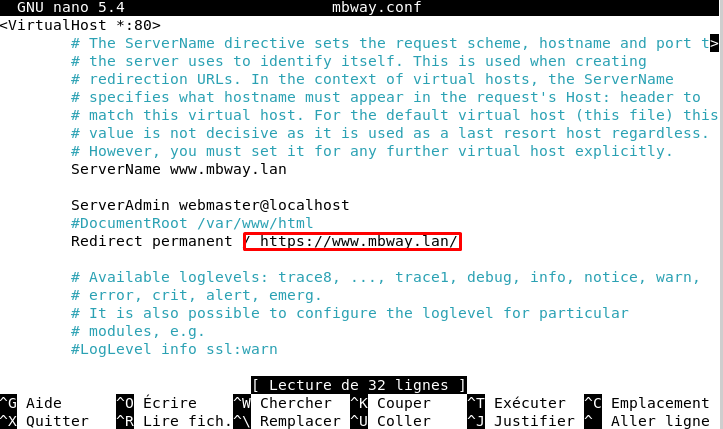 GNU nano 5.4 mbway.conf
<VirtualHost *:80>
# The ServerName directive sets the request scheme, hostname and port t>
# the server uses to identify itself. This is used when creating
# redirection URLs. In the context of virtual hosts, the ServerName
# specifies what hostname must appear in the request's Host: header to
# match this virtual host. For the default virtual host (this file) this
# value is not decisive as it is used as a last resort host regardless.
# However, you must set it for any further virtual host explicitly.
ServerName www.mbway.lan
ServerAdmin webmaster@localhost
#DocumentRoot /var/www/html
Redirect permanent / https://www.mbway.lan/
# Available loglevels: trace8, ..., trace1, debug, info, notice, warn,
# error, crit, alert, emerg.
# It is also possible to configure the loglevel for particular
# modules, e.g.
#LogLevel info ssl:warn
[ Lecture de 32 lignes ]
^G Aide ^O Écrire ^W Chercher ^K Couper ^T Exécuter ^C Emplacement
^X Quitter ^R Lire fich. ^\ Remplacer ^U Coller ^J Justifier ^ Aller ligne